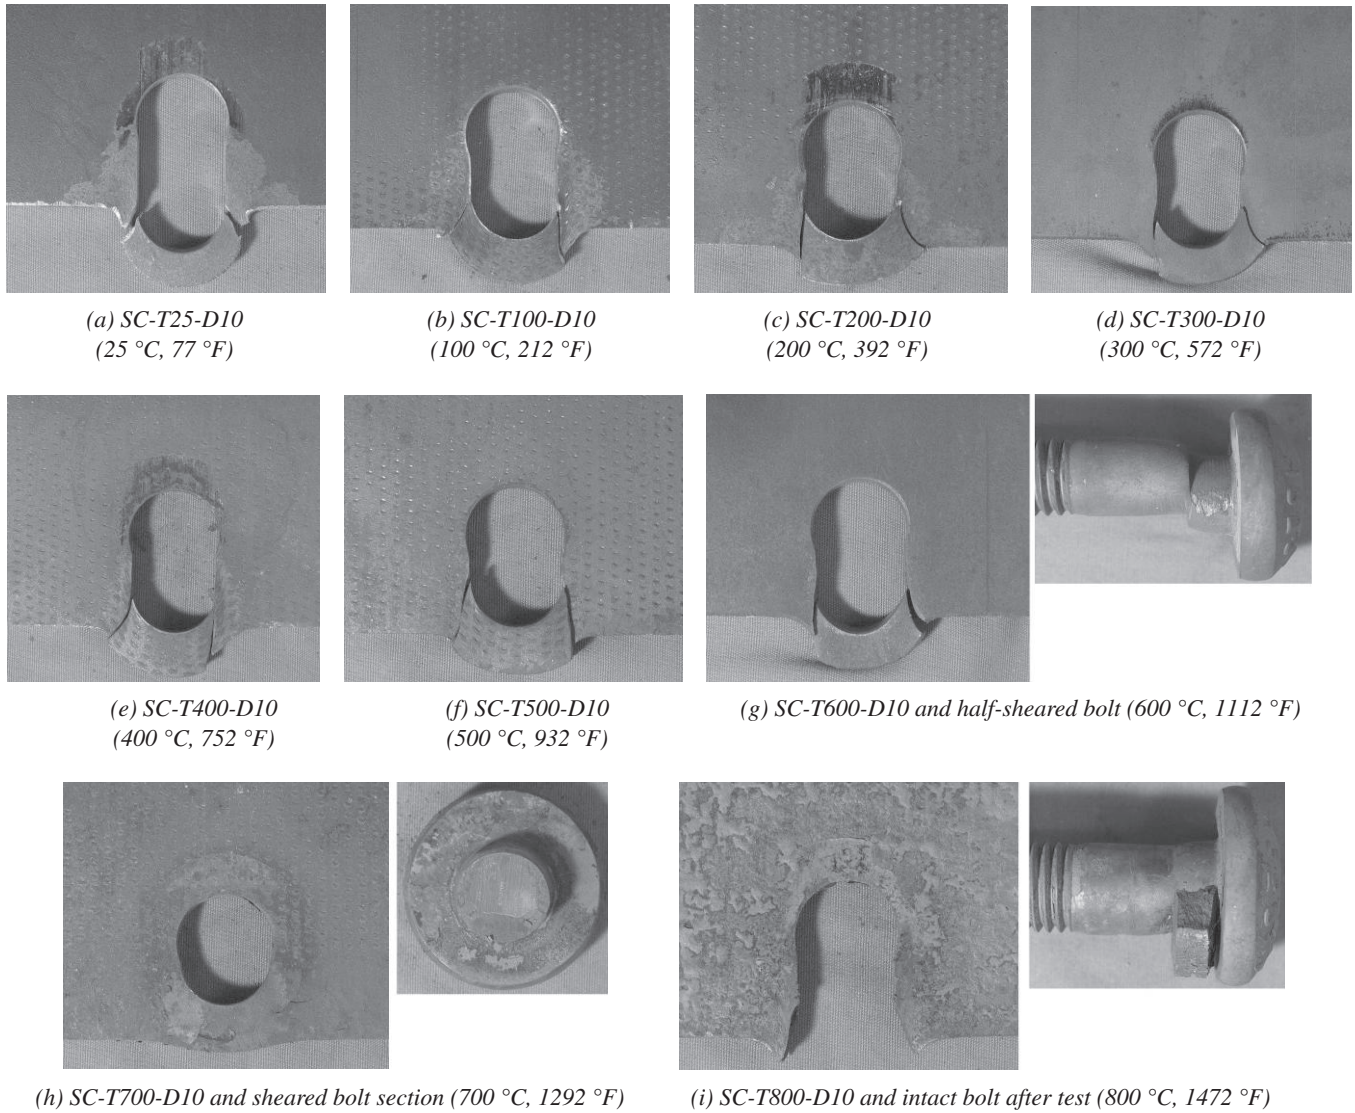 (a) SC-T25-D10
(25 °C, 77 °F)
(b) SC-T100-D10
(100 °C, 212 °F)
(c) SC-T200-D10
(200 °C, 392 °F)
(d) SC-T300-D10
(300 °C, 572 °F)
(e) SC-T400-D10
(400 °C, 752 °F)
(f) SC-T500-D10
(500 °C, 932 °F)
(g) SC-T600-D10 and half-sheared bolt (600 °C, 1112 °F)
(h) SC-T700-D10 and sheared bolt section (700 °C, 1292 °F)
(i) SC-T800-D10 and intact bolt after test (800 °C, 1472 °F)